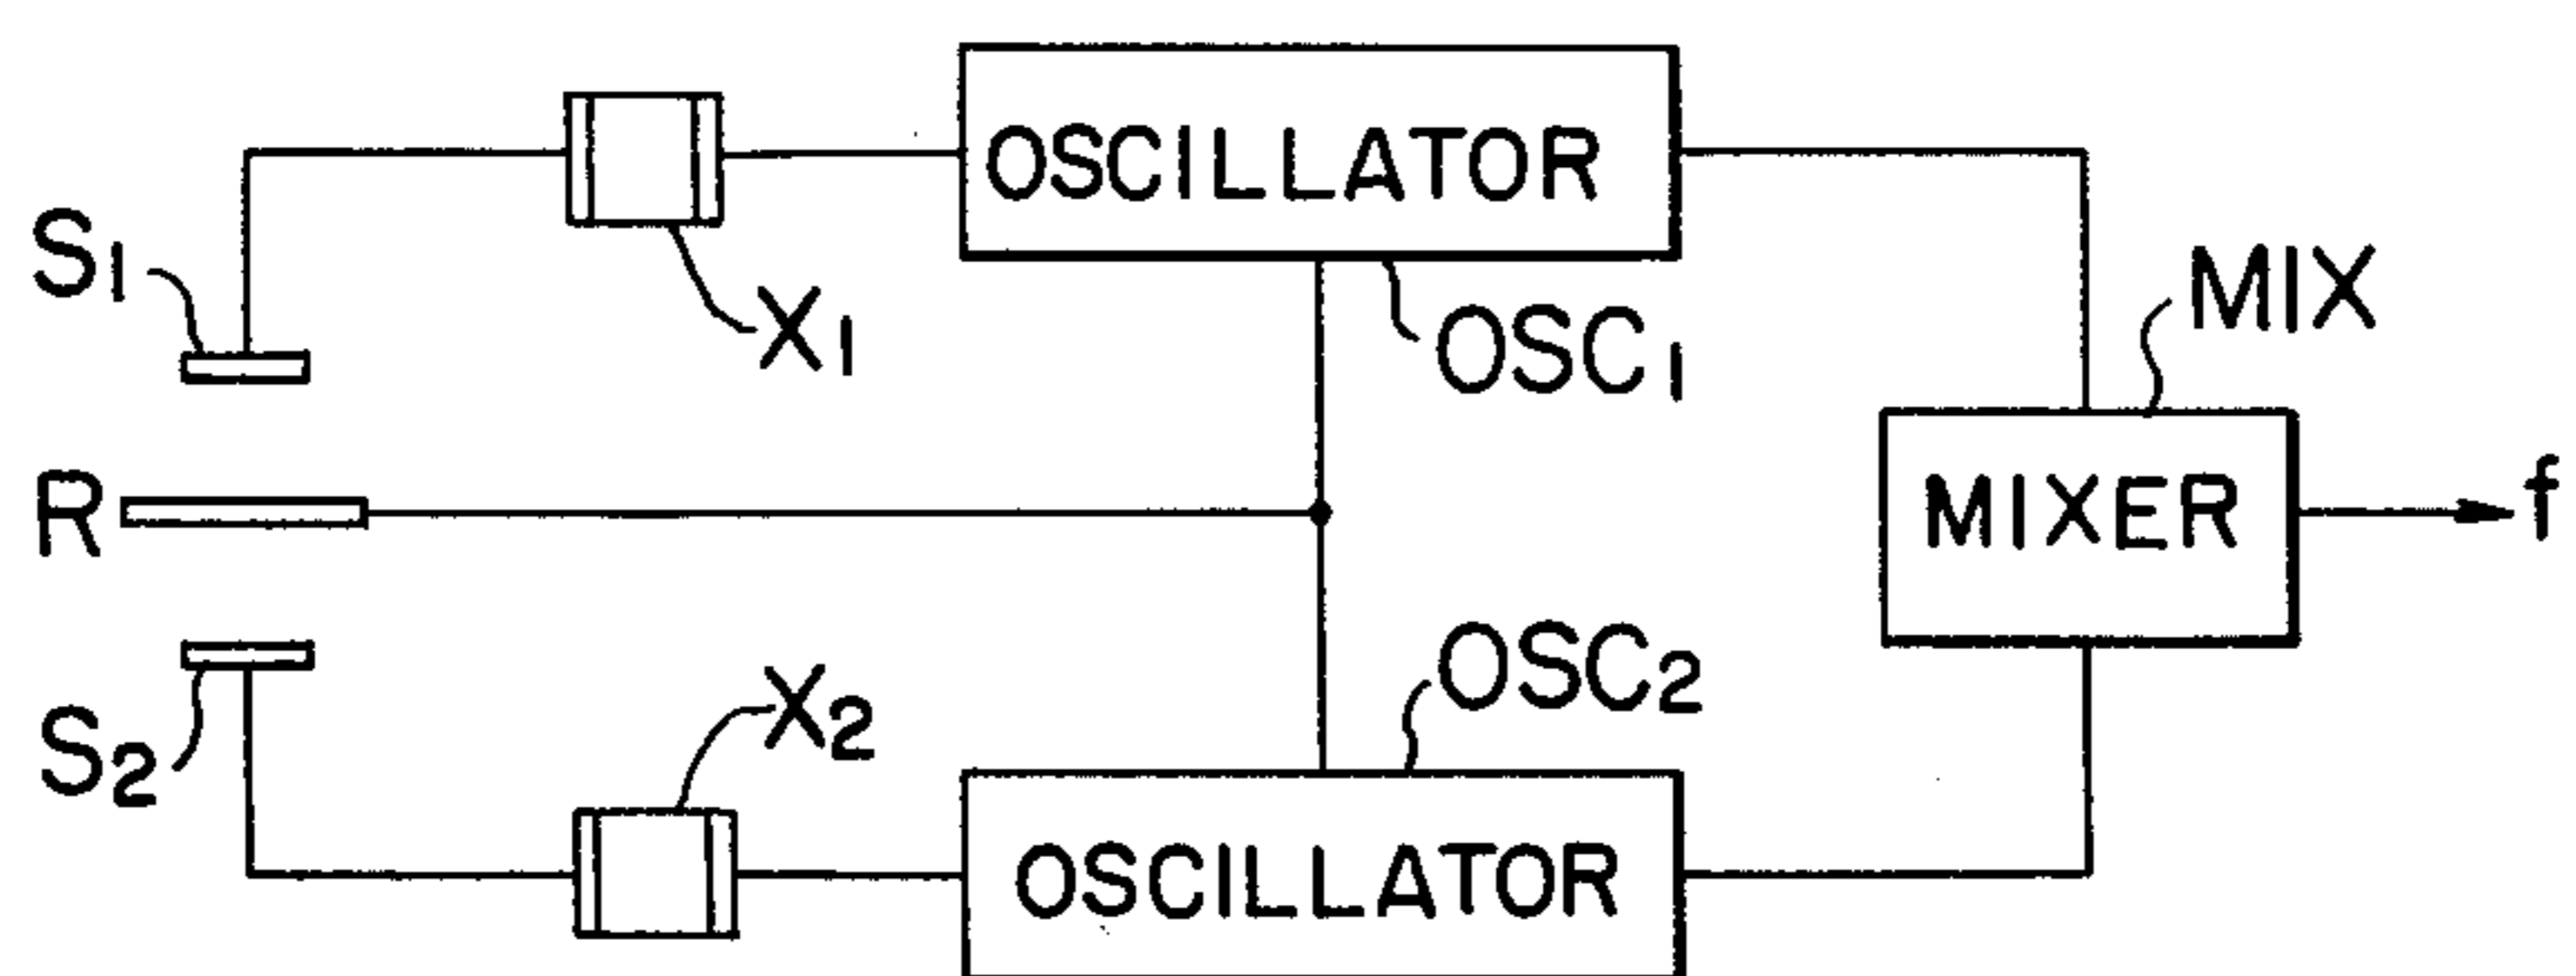 OSCILLATOR
S1
X1
OSC1
MIX
R
MIXER
f
S2
X2
OSC2
OSCILLATOR